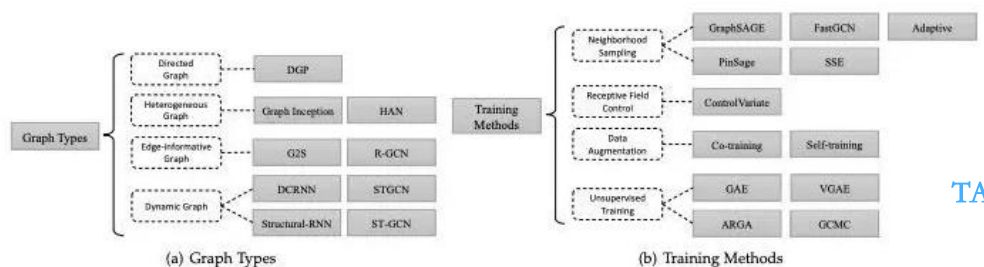 Graph Types
Directed
Graph
DGP
Heterogeneous
Graph
Graph Inception
HAN
Edge-informative
Graph
G2S
R-GCN
Dynamic Graph
DCRNN
STGCN
Structural-RNN
ST-GCN
(a) Graph Types
Training
Methods
Neighborhood
Sampling
GraphSAGE
FastGCN
Adaptive
PinSage
SSE
Receptive Field
Control
ControlVariate
Data
Augmentation
Co-training
Self-training
Unsupervised
Training
GAE
VGAE
ARGA
GCMC
(b) Training Methods
TA